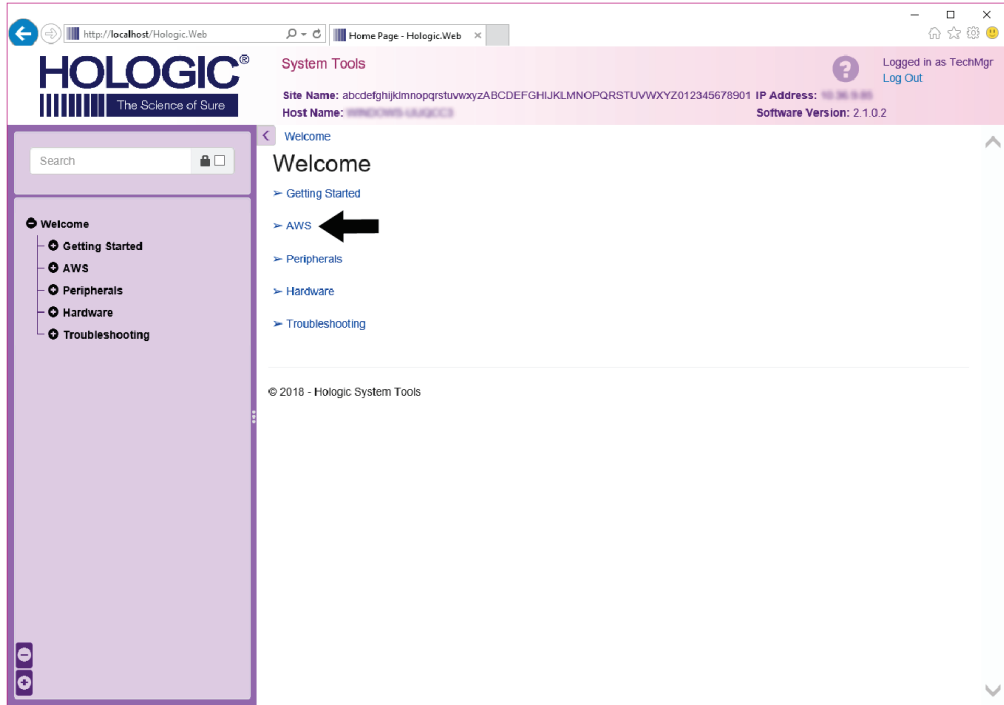 http://localhost/Hologic.Web
Home Page - Hologic.Web
HOLOGIC®
The Science of Sure
System Tools
Logged in as TechMgr
Log Out
Site Name: abcdefghijklmnopqrstuvwxyzABCDEFGHIJKLMNOPQRSTUVWXYZ012345678901 IP Address:
Host Name:
Software Version: 2.1.0.2
Search
Welcome
Getting Started
AWS
Peripherals
Hardware
Troubleshooting
Welcome
Welcome
➢ Getting Started
➢ AWS
➢ Peripherals
➢ Hardware
➢ Troubleshooting
© 2018 - Hologic System Tools